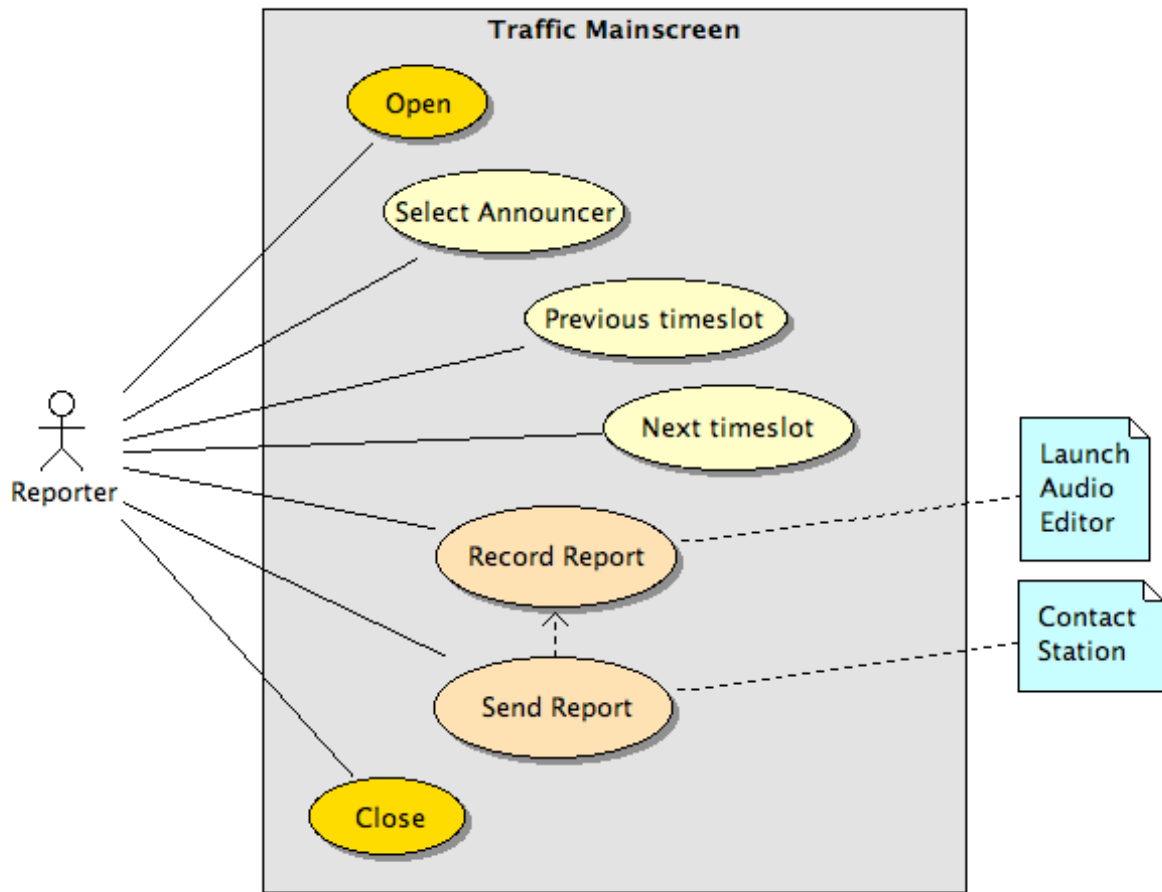 Traffic Mainscreen
Open
Select Announcer
Previous timeslot
Next timeslot
Reporter
Launch
Audio
Editor
Record Report
Contact
Station
Send Report
Close